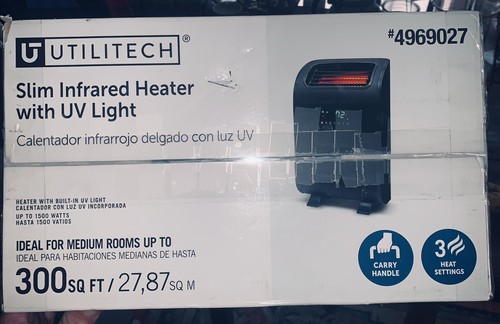 UTILITECH®
#4969027
Slim Infrared Heater
with UV Light
Calentador infrarrojo delgado con luz UV
HEATER WITH BUILT-IN UV LIGHT
CALENTADOR CON LUZ UV INCORPORADA
UP TO 1500 WATTS
HASTA 1500 VATIOS
IDEAL FOR MEDIUM ROOMS UP TO
IDEAL PARA HABITACIONES MEDIANAS DE HASTA
300 SQ FT / 27,87 SQ M
CARRY
HANDLE
3
HEAT
SETTINGS